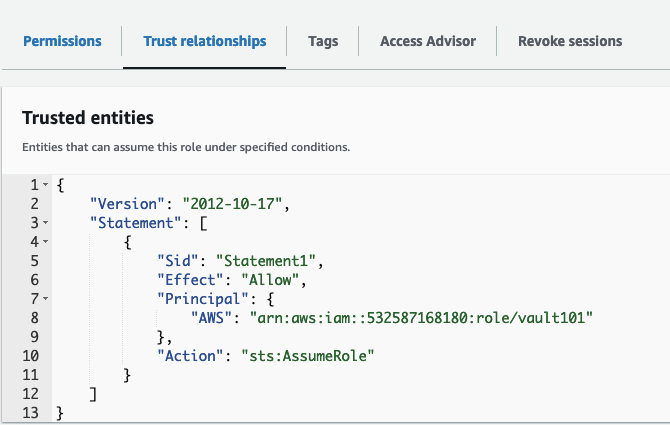 Permissions Trust relationships Tags Access Advisor Revoke sessions
Trusted entities
Entities that can assume this role under specified conditions.
1 {
2     "Version": "2012-10-17",
3     "Statement": [
4         {
5             "Sid": "Statement1",
6             "Effect": "Allow",
7             "Principal": {
8                 "AWS": "arn:aws:iam::532587168180:role/vault101"
9             },
10             "Action": "sts:AssumeRole"
11         }
12     ]
13 }